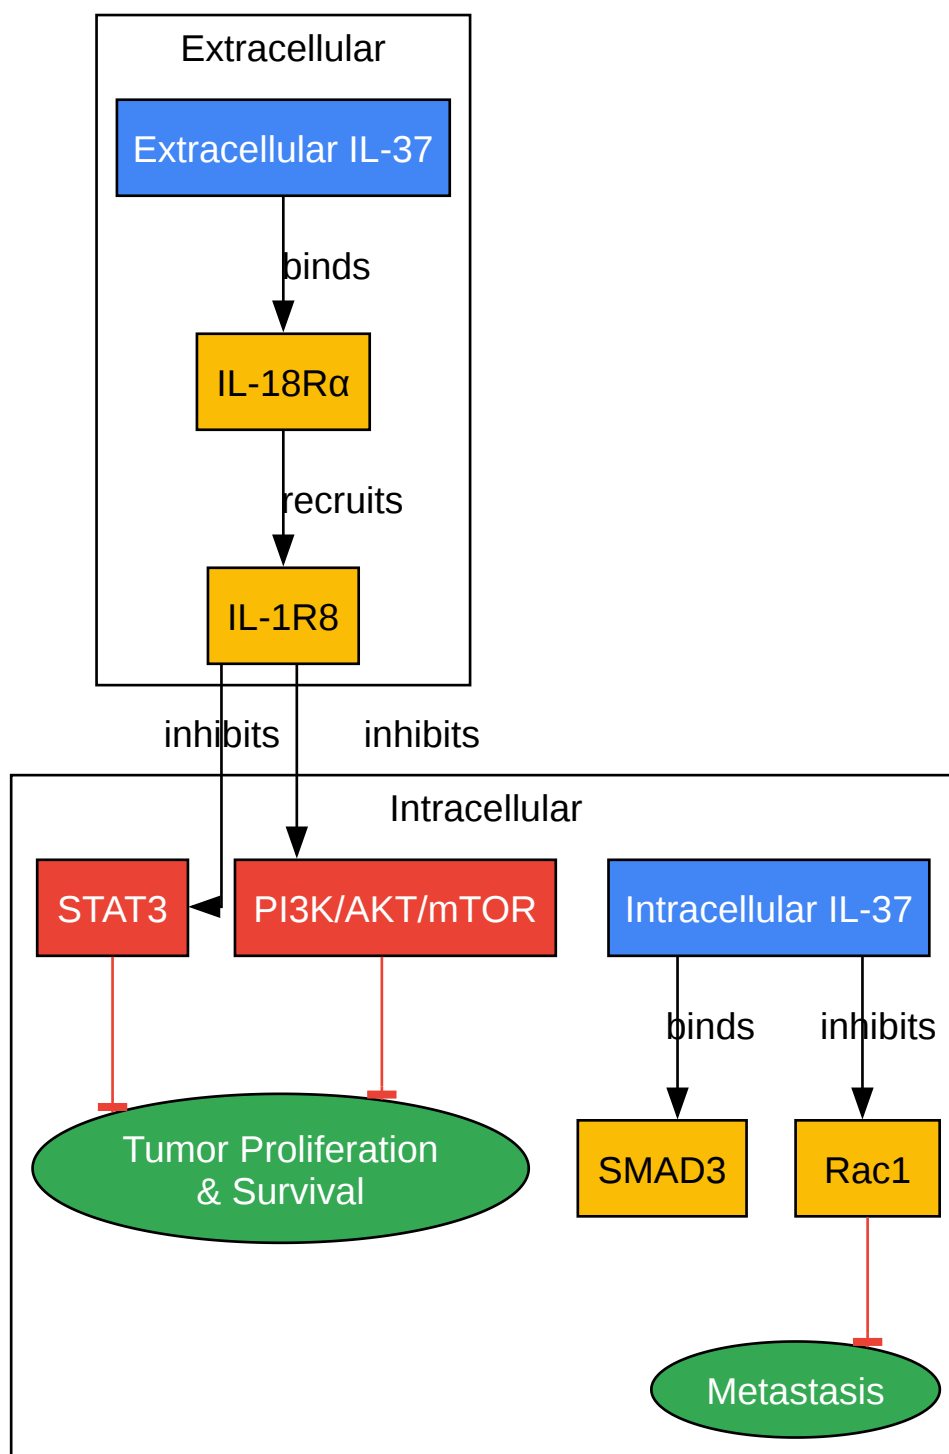 Extracellular
Extracellular IL-37
binds
IL-18Rα
recruits
IL-1R8
inhibits
inhibits
Intracellular
STAT3
PI3K/AKT/mTOR
Intracellular IL-37
binds
inhibits
Tumor Proliferation
& Survival
SMAD3
Rac1
Metastasis